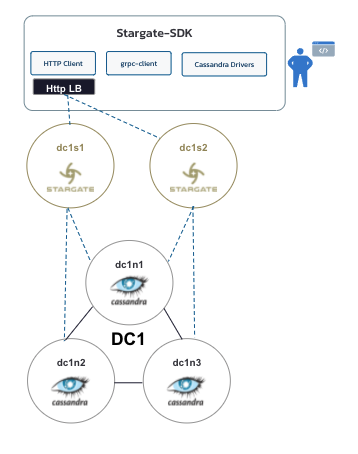 Stargate-SDK
HTTP Client
grpc-client
Cassandra Drivers
Http LB
</>
dc1s1
dc1s2
STARGATE
STARGATE
dc1n1
cassandra
DC1
dc1n2
dc1n3
cassandra
cassandra